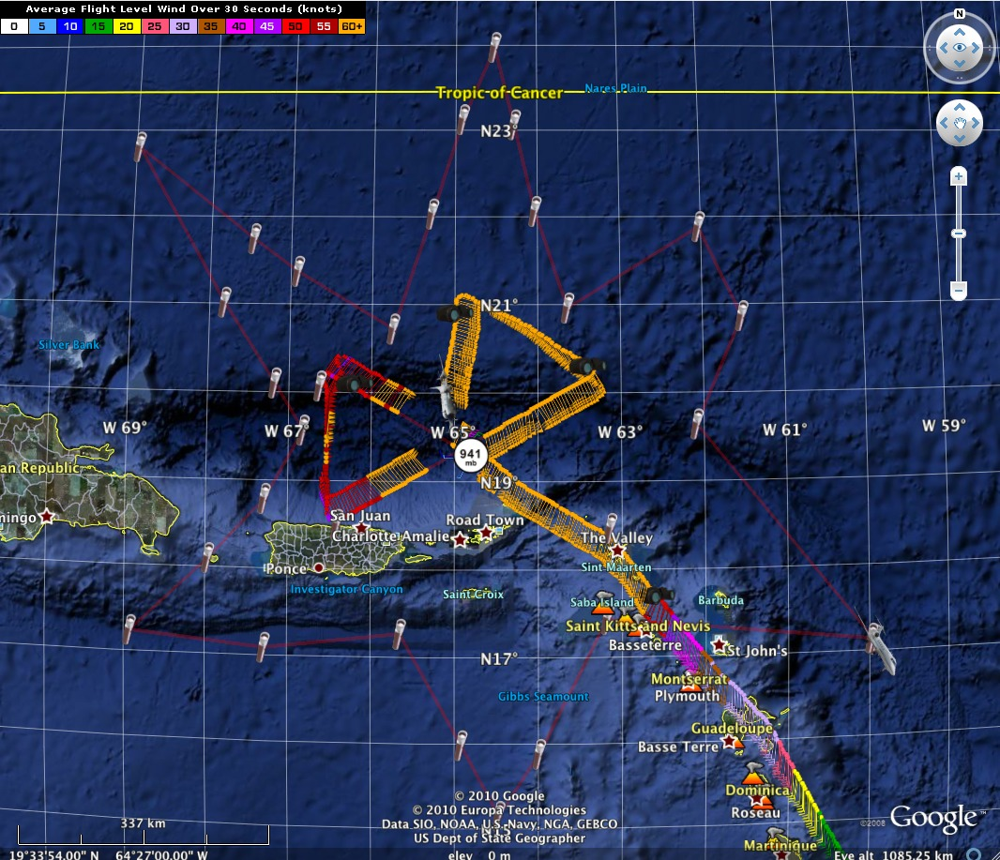 Average Flight Level Wind Over 30 Seconds (knots)
0 5 10 15 20 25 30 35 40 45 50 55 60+
N
Tropic of Cancer
Nares Plain
N23°
N21°
Silver Bank
W 69°
W 67°
W 65°
W 63°
W 61°
W 59°
941
mb
an Republic
N19°
mingo
San Juan
Road Town
Charlotte Amalie
The Valley
Ponce
Sint Maarten
Investigator Canyon
Saint Croix
Saba Island
Barbuda
Saint Kitts and Nevis
Basseterre
St John's
N17°
Montserrat
Plymouth
Gibbs Seamount
Guadeloupe
Basse Terre
Dominica
Roseau
© 2010 Google
© 2010 Europa Technologies
Data SIO, NOAA, U.S. Navy, NGA, GEBCO
US Dept of State Geographer
©2008 Google™
337 km
Martinique
19°33'54.00" N 64°27'00.00" W
elev 0 m
Eye alt 1085.25 km